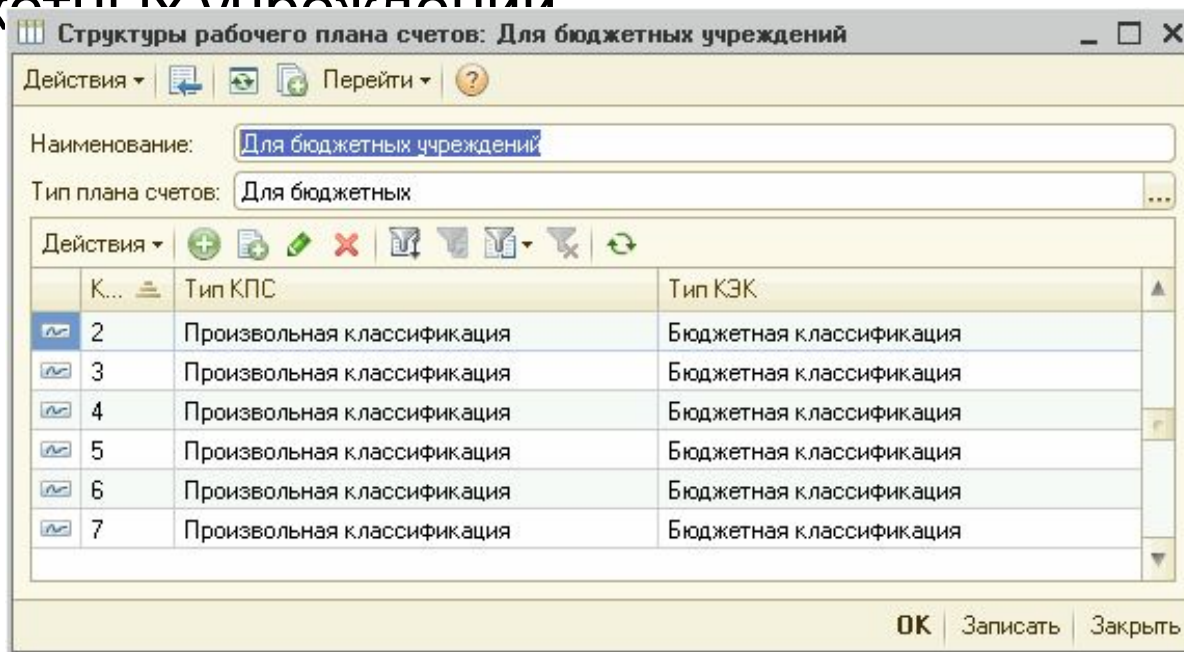 Структуры рабочего плана счетов: Для бюджетных учреждений
Действия Перейти
Наименование: Для бюджетных учреждений
Тип плана счетов: Для бюджетных ...
Действия
К... Тип КПС Тип КЭК
2 Произвольная классификация Бюджетная классификация
3 Произвольная классификация Бюджетная классификация
4 Произвольная классификация Бюджетная классификация
5 Произвольная классификация Бюджетная классификация
6 Произвольная классификация Бюджетная классификация
7 Произвольная классификация Бюджетная классификация
OK Записать Закрыть